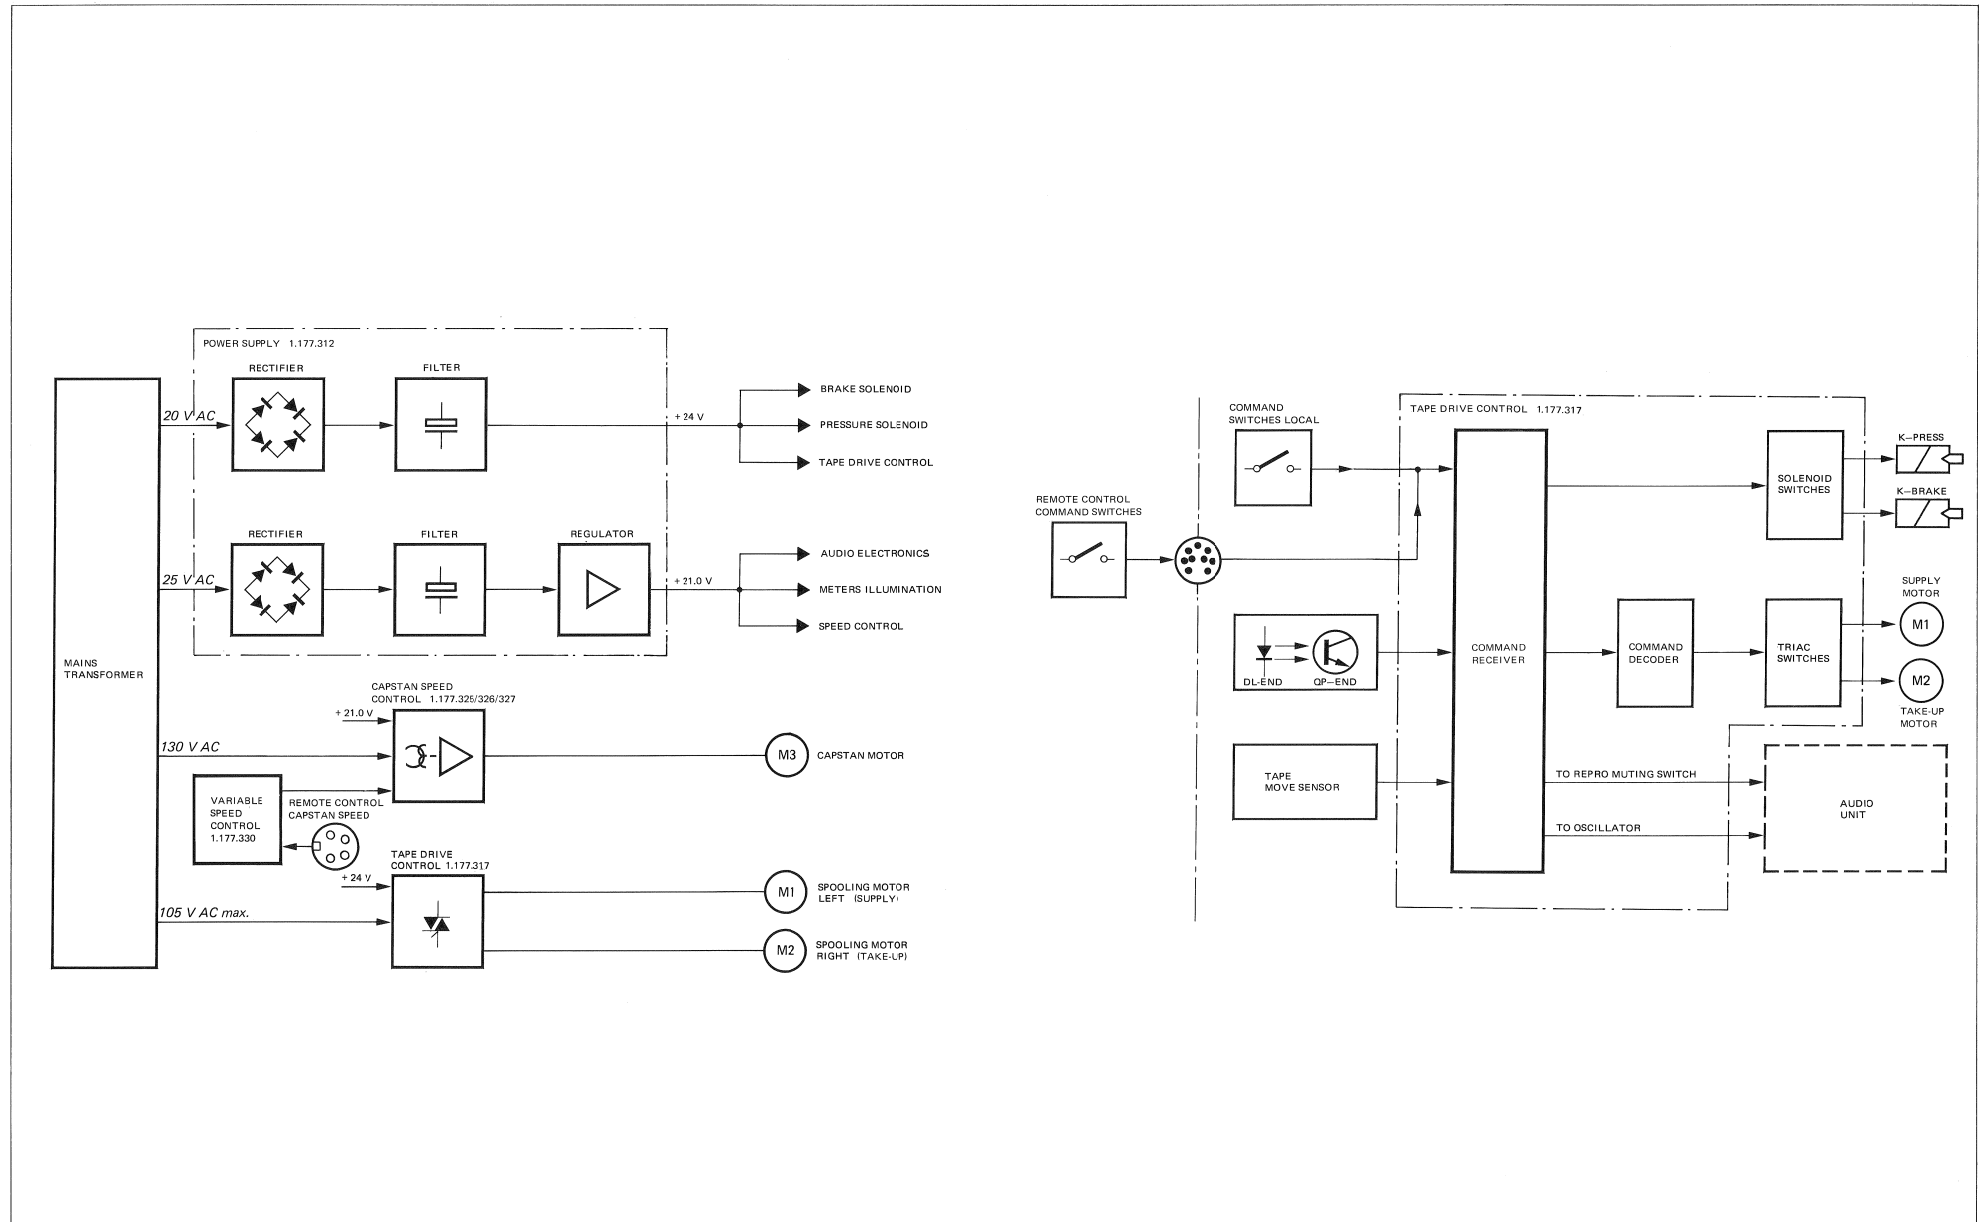 POWER SUPPLY 1.177.312
RECTIFIER
FILTER
20 V AC
+ 24 V
BRAKE SOLENOID
PRESSURE SOLENOID
TAPE DRIVE CONTROL
RECTIFIER
FILTER
REGULATOR
25 V AC
+ 21.0 V
AUDIO ELECTRONICS
METERS ILLUMINATION
SPEED CONTROL
MAINS
TRANSFORMER
CAPSTAN SPEED
CONTROL 1.177.325/326/327
+ 21.0 V
130 V AC
M3
CAPSTAN MOTOR
VARIABLE
SPEED
CONTROL
1.177.330
REMOTE CONTROL
CAPSTAN SPEED
TAPE DRIVE
CONTROL 1.177.317
+ 24 V
105 V AC max.
M1
SPOOLING MOTOR
LEFT (SUPPLY)
M2
SPOOLING MOTOR
RIGHT (TAKE-UP)
REMOTE CONTROL
COMMAND SWITCHES
COMMAND
SWITCHES LOCAL
TAPE DRIVE CONTROL 1.177.317
DL-END
QP-END
TAPE
MOVE SENSOR
COMMAND
RECEIVER
SOLENOID
SWITCHES
K-PRESS
K-BRAKE
COMMAND
DECODER
TRIAC
SWITCHES
SUPPLY
MOTOR
M1
M2
TAKE-UP
MOTOR
TO REPRO MUTING SWITCH
TO OSCILLATOR
AUDIO
UNIT